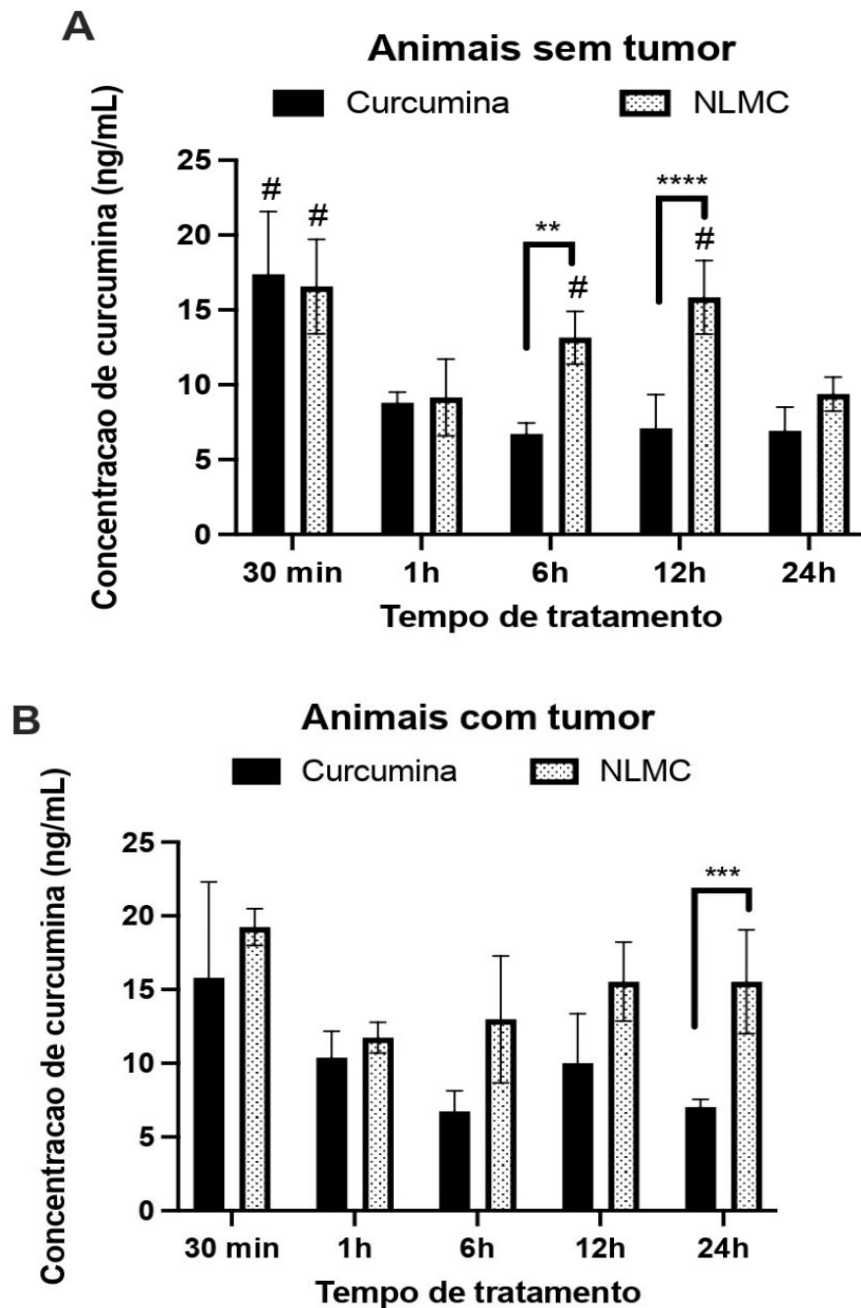 A
Animais sem tumor
Curcumina NLMC
Concentracao de curcumina (ng/mL)
25
20
15
10
5
0
# # ** # **** #
30 min 1h 6h 12h 24h
Tempo de tratamento
B
Animais com tumor
Curcumina NLMC
Concentracao de curcumina (ng/mL)
25
20
15
10
5
0
***
30 min 1h 6h 12h 24h
Tempo de tratamento